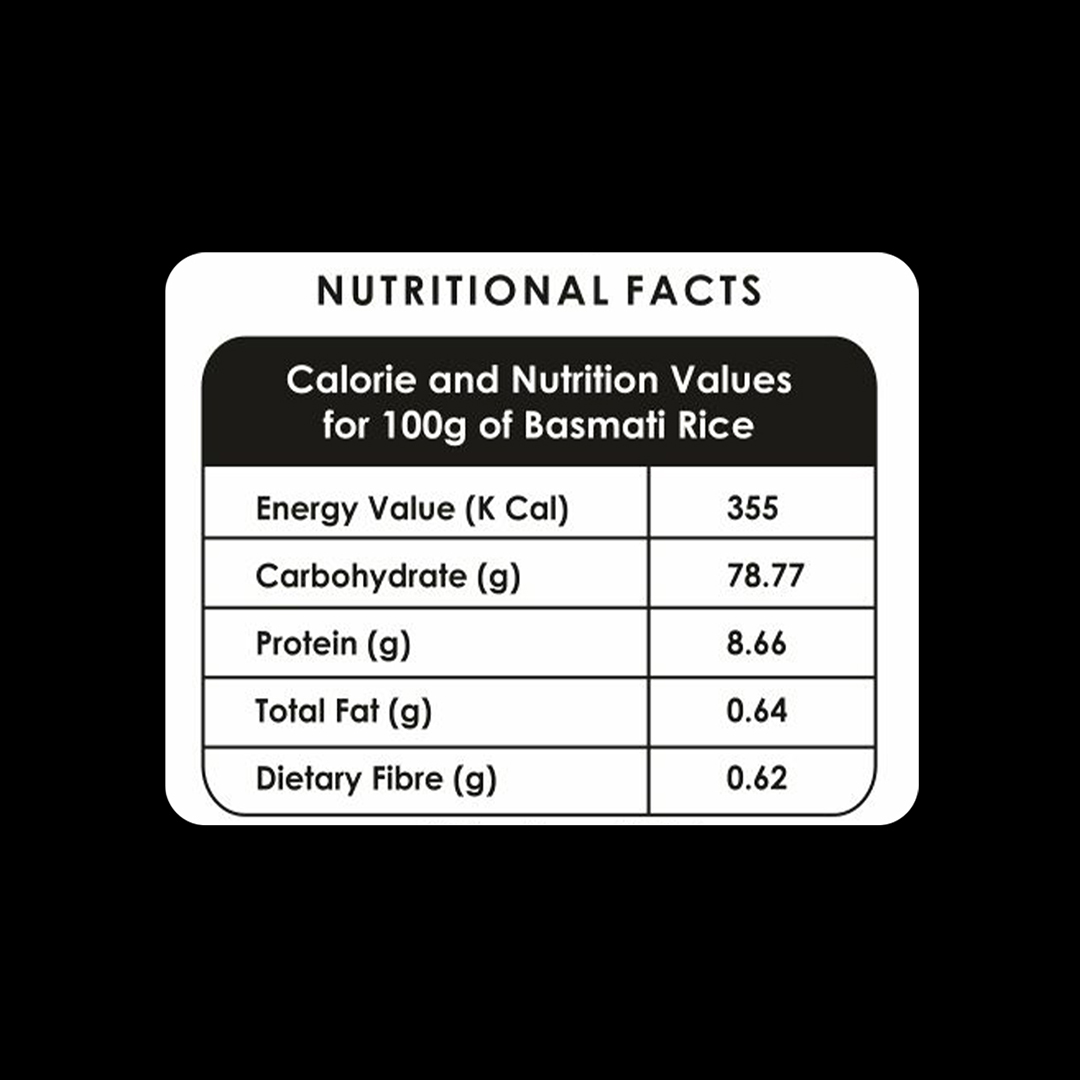 NUTRITIONAL FACTS
Calorie and Nutrition Values
for 100g of Basmati Rice
Energy Value (K Cal) 355
Carbohydrate (g) 78.77
Protein (g) 8.66
Total Fat (g) 0.64
Dietary Fibre (g) 0.62